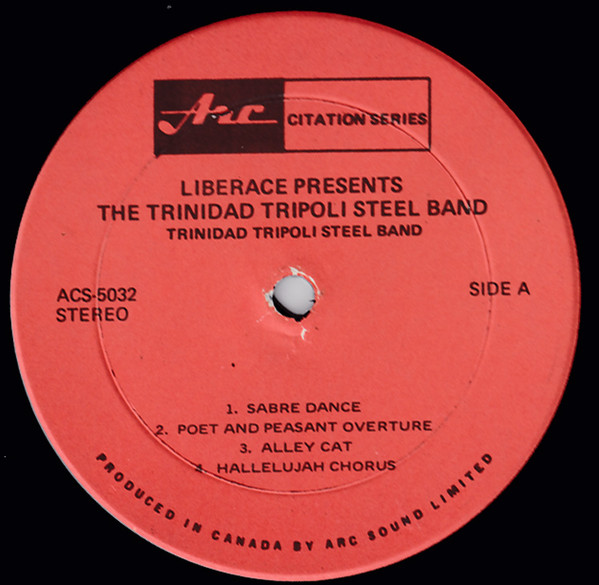 Arc CITATION SERIES
LIBERACE PRESENTS
THE TRINIDAD TRIPOLI STEEL BAND
TRINIDAD TRIPOLI STEEL BAND
ACS-5032
STEREO
SIDE A
1. SABRE DANCE
2. POET AND PEASANT OVERTURE
3. ALLEY CAT
4. HALLELUJAH CHORUS
PRODUCED IN CANADA BY ARC SOUND LIMITED